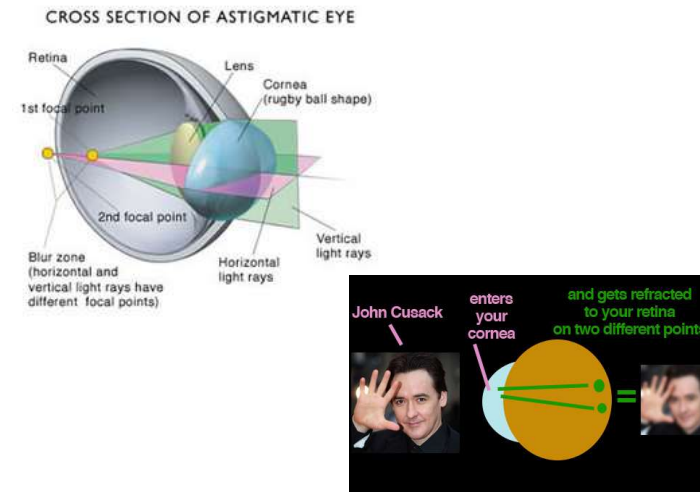 CROSS SECTION OF ASTIGMATIC EYE
Retina
Lens
Cornea
(rugby ball shape)
1st focal point
2nd focal point
Vertical
light rays
Horizontal
light rays
Blur zone
(horizontal and
vertical light rays have
different focal points)
John Cusack
enters
your
cornea
and gets refracted
to your retina
on two different points
=